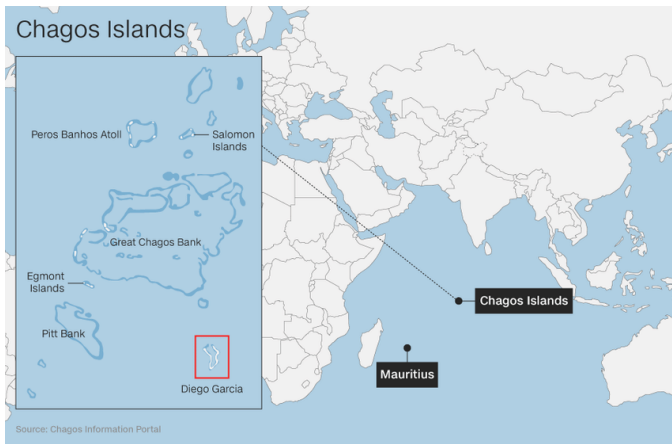 Chagos Islands
Peros Banhos Atoll
Salomon
Islands
Great Chagos Bank
Egmont
Islands
Pitt Bank
Diego Garcia
Chagos Islands
Mauritius
Source: Chagos Information Portal